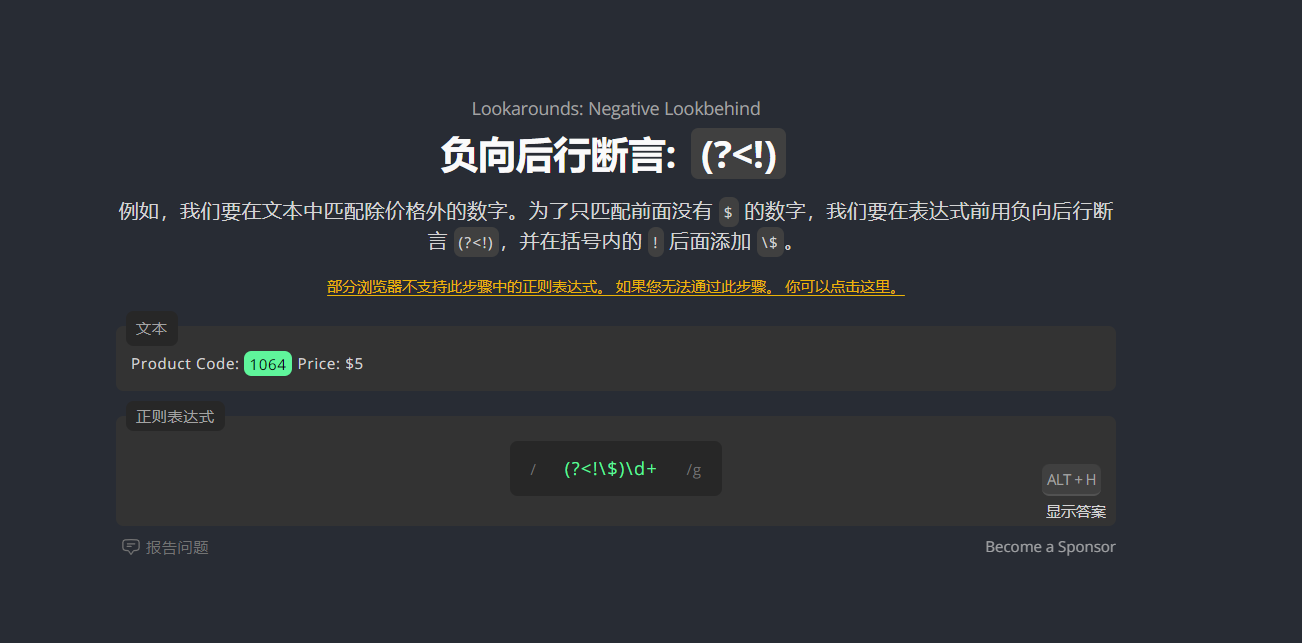 Lookarounds: Negative Lookbehind
负向后行断言: (?<!)
例如，我们要在文本中匹配除价格外的数字。为了只匹配前面没有 $ 的数字，我们要在表达式前用负向后行断
言 (?<!)，并在括号内的 ! 后面添加 \$。
部分浏览器不支持此步骤中的正则表达式。 如果您无法通过此步骤。 你可以点击这里。
文本
Product Code: 1064 Price: $5
正则表达式
/ (?<!\$)\d+ /g
ALT + H
显示答案
报告问题
Become a Sponsor